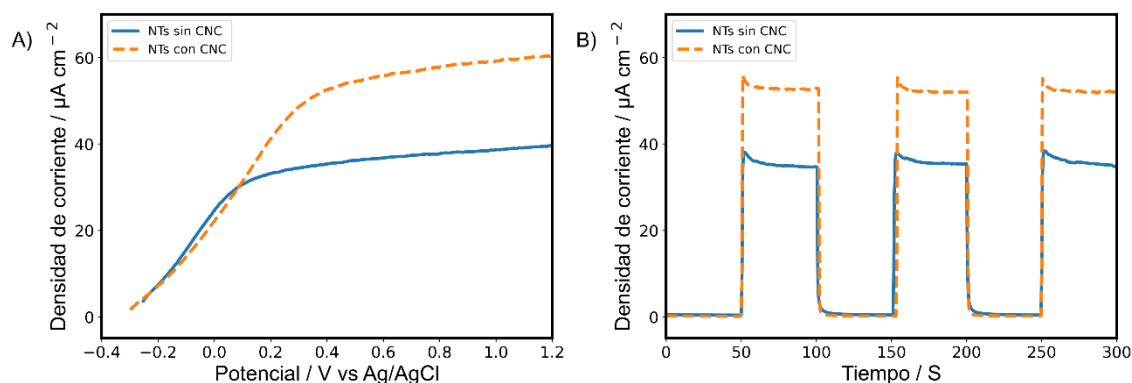 A)
NTs sin CNC
NTs con CNC
Densidad de corriente / µA cm⁻²
60
40
20
0
−0.4 −0.2 0.0 0.2 0.4 0.6 0.8 1.0 1.2
Potencial / V vs Ag/AgCl
B)
NTs sin CNC
NTs con CNC
Densidad de corriente / µA cm⁻²
60
40
20
0
0 50 100 150 200 250 300
Tiempo / S